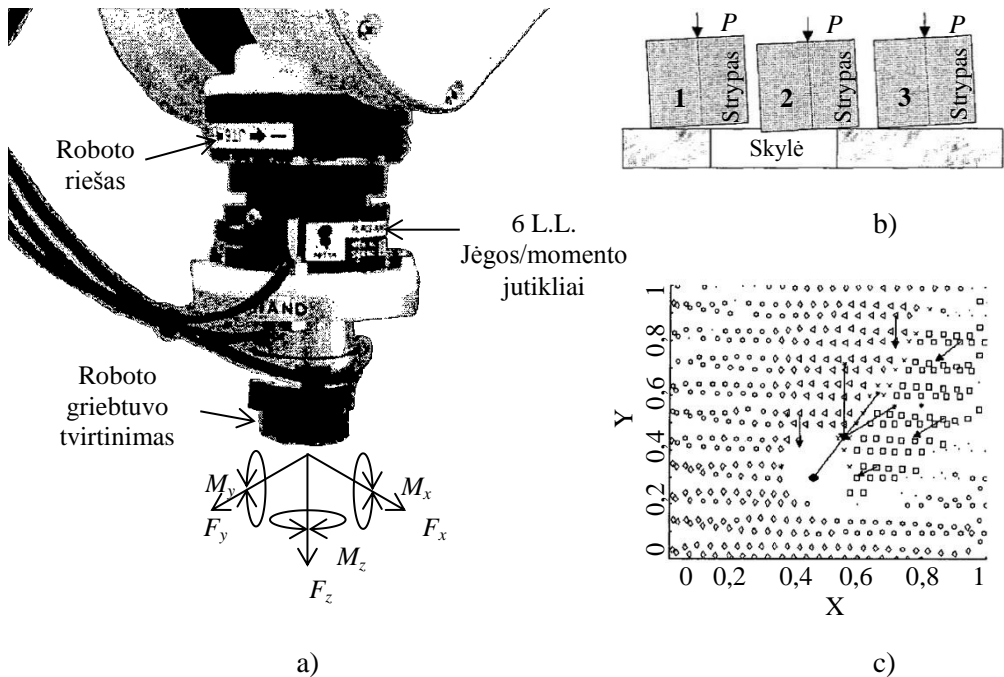 Roboto
riešas
6 L.L.
Jėgos/momento
jutikliai
HAND
Roboto
griebtuvo
tvirtinimas
My
Mx
Fy
Fx
Mz
Fz
a)
P
P
P
1
Strypas
2
Strypas
3
Strypas
Skylė
b)
1
0,8
0,6
Y
0,4
0,2
0
0
0,2
0,4
0,6
0,8
1
X
c)